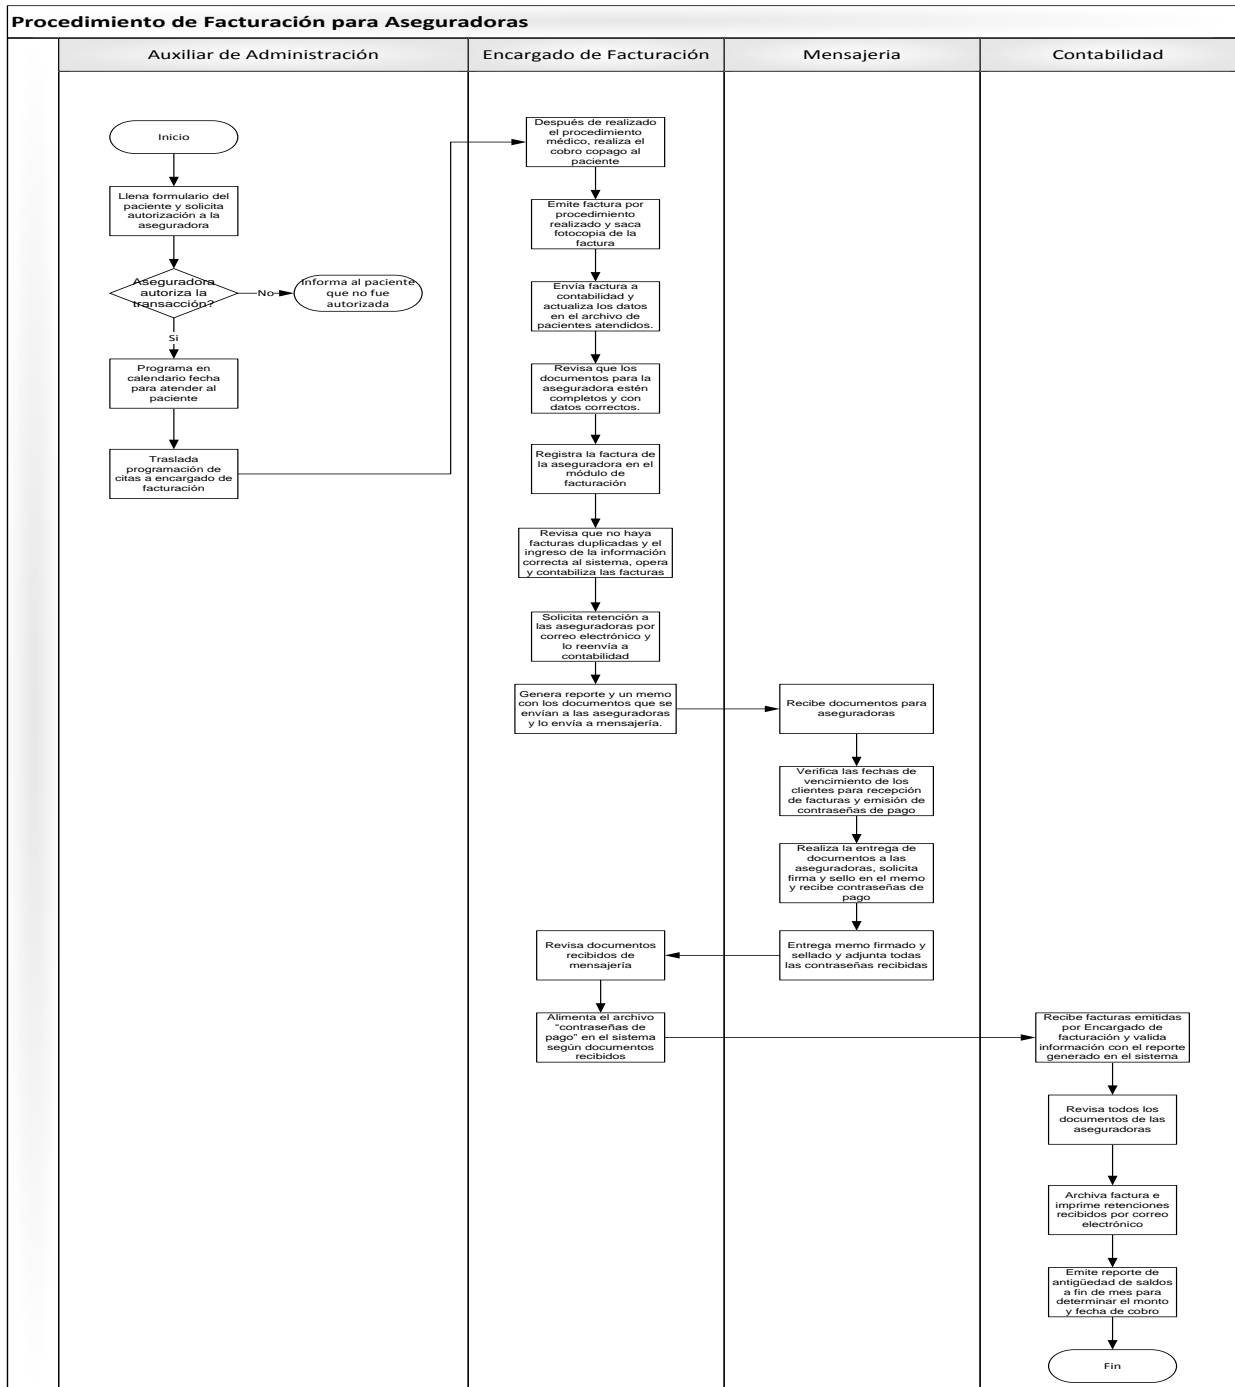 Procedimiento de Facturación para Aseguradoras
Auxiliar de Administración
Encargado de Facturación
Mensajeria
Contabilidad
Inicio
Llena formulario del
paciente y solicita
autorización a la
aseguradora
Aseguradora
autoriza la
transacción?
No
Informa al paciente
que no fue
autorizada
Si
Programa en
calendario fecha
para atender al
paciente
Traslada
programación de
citas a encargado de
facturación
Después de realizado
el procedimiento
médico, realiza el
cobro copago al
paciente
Emite factura por
procedimiento
realizado y saca
fotocopia de la
factura
Envía factura a
contabilidad y
actualiza los datos
en el archivo de
pacientes atendidos.
Revisa que los
documentos para la
aseguradora estén
completos y con
datos correctos.
Registra la factura de
la aseguradora en el
módulo de
facturación
Revisa que no haya
facturas duplicadas y el
ingreso de la información
correcta al sistema, opera
y contabiliza las facturas
Solicita retención a
las aseguradoras por
correo electrónico y
lo reenvía a
contabilidad
Genera reporte y un memo
con los documentos que se
envían a las aseguradoras
y lo envía a mensajería.
Recibe documentos para
aseguradoras
Verifica las fechas de
vencimiento de los
clientes para recepción
de facturas y emisión de
contraseñas de pago
Realiza la entrega de
documentos a las
aseguradoras, solicita
firma y sello en el memo
y recibe contraseñas de
pago
Entrega memo firmado y
sellado y adjunta todas
las contraseñas recibidas
Revisa documentos
recibidos de
mensajería
Alimenta el archivo
“contraseñas de
pago” en el sistema
según documentos
recibidos
Recibe facturas emitidas
por Encargado de
facturación y valida
información con el reporte
generado en el sistema
Revisa todos los
documentos de las
aseguradoras
Archiva factura e
imprime retenciones
recibidos por correo
electrónico
Emite reporte de
antigüedad de saldos
a fin de mes para
determinar el monto
y fecha de cobro
Fin